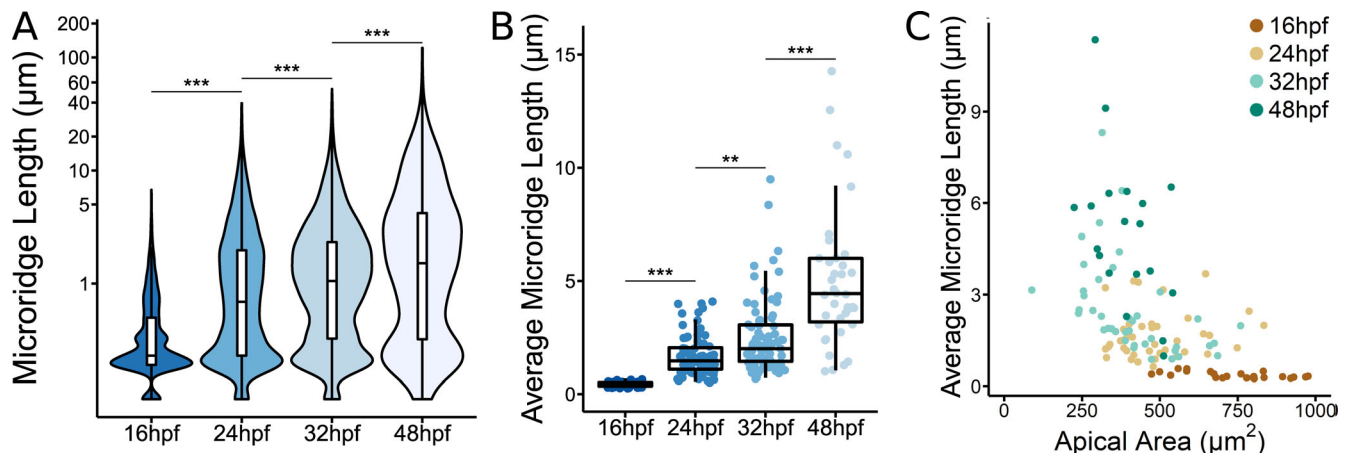 A
Microridge Length (µm)
200
100
60
40
20
10
5
1
***
***
***
16hpf
24hpf
32hpf
48hpf
B
Average Microridge Length (µm)
15
10
5
0
***
**
***
16hpf
24hpf
32hpf
48hpf
C
Average Microridge Length (µm)
9
6
3
0
16hpf
24hpf
32hpf
48hpf
0
250
500
750
1000
Apical Area (µm²)